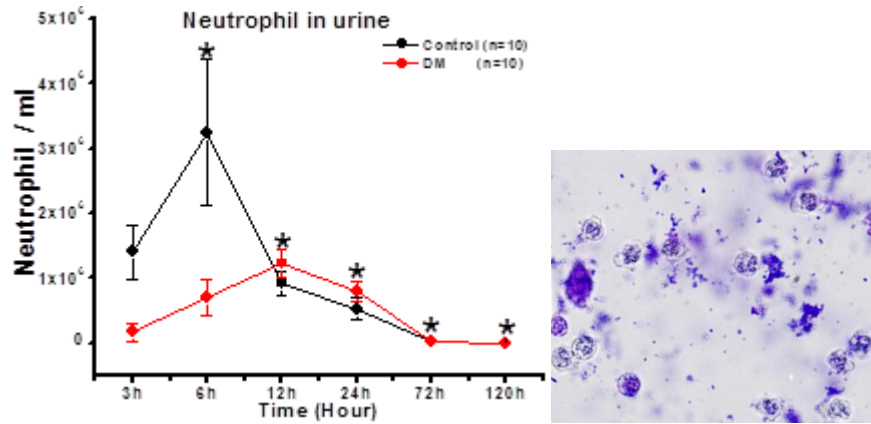 Neutrophil in urine
Control (n=10)
DM (n=10)
Neutrophil / ml
5x10⁶
4x10⁶
3x10⁶
2x10⁶
1x10⁶
0
3h 6h 12h 24h 72h 120h
Time (Hour)